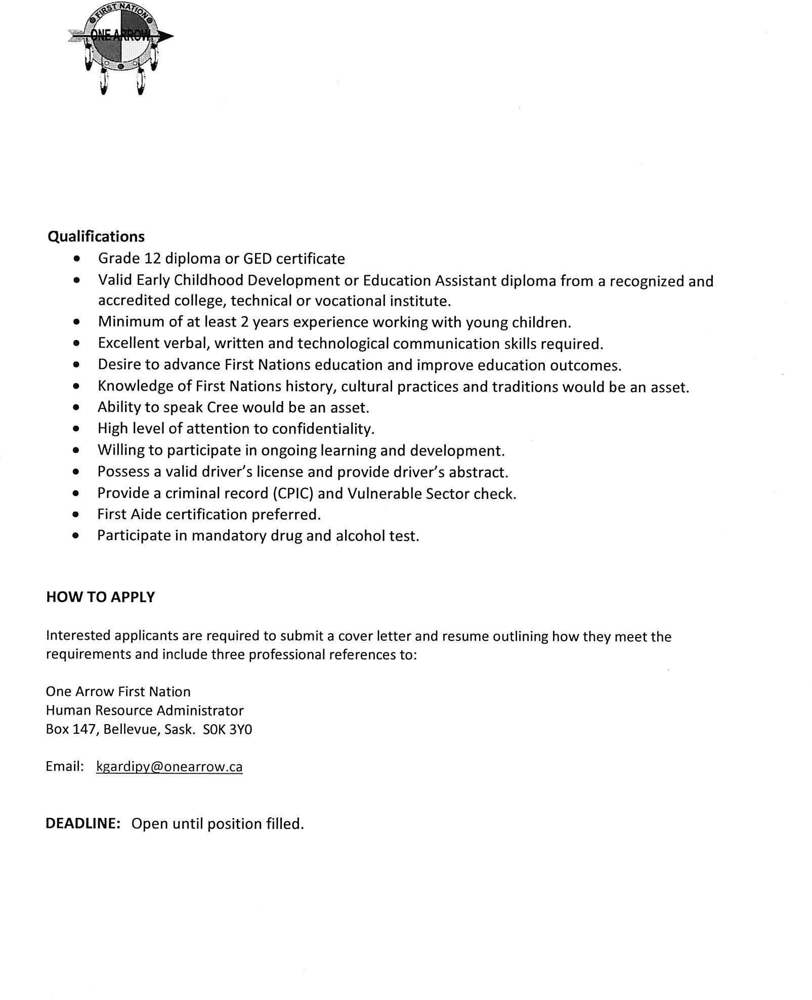 FIRST NATION
ONE ARROW
Qualifications
• Grade 12 diploma or GED certificate
• Valid Early Childhood Development or Education Assistant diploma from a recognized and
accredited college, technical or vocational institute.
• Minimum of at least 2 years experience working with young children.
• Excellent verbal, written and technological communication skills required.
• Desire to advance First Nations education and improve education outcomes.
• Knowledge of First Nations history, cultural practices and traditions would be an asset.
• Ability to speak Cree would be an asset.
• High level of attention to confidentiality.
• Willing to participate in ongoing learning and development.
• Possess a valid driver's license and provide driver's abstract.
• Provide a criminal record (CPIC) and Vulnerable Sector check.
• First Aide certification preferred.
• Participate in mandatory drug and alcohol test.
HOW TO APPLY
Interested applicants are required to submit a cover letter and resume outlining how they meet the
requirements and include three professional references to:
One Arrow First Nation
Human Resource Administrator
Box 147, Bellevue, Sask.  S0K 3Y0
Email:   kgardipy@onearrow.ca
DEADLINE:  Open until position filled.